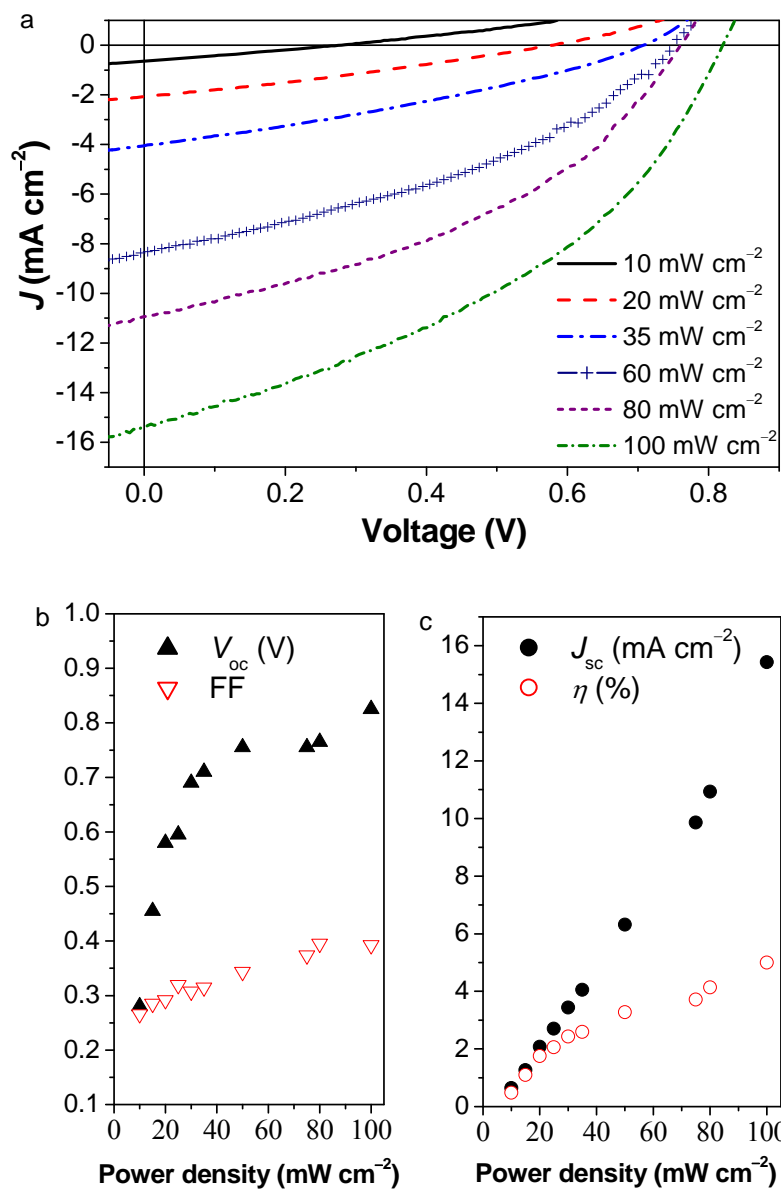 a
0
-2
-4
-6
-8
-10
-12
-14
-16
J (mA cm⁻²)
10 mW cm⁻²
20 mW cm⁻²
35 mW cm⁻²
60 mW cm⁻²
80 mW cm⁻²
100 mW cm⁻²
0.0 0.2 0.4 0.6 0.8
Voltage (V)
b
1.0
0.9
0.8
0.7
0.6
0.5
0.4
0.3
0.2
0.1
Voc (V)
FF
0 20 40 60 80 100
Power density (mW cm⁻²)
c
16
14
12
10
8
6
4
2
0
Jsc (mA cm⁻²)
η (%)
0 20 40 60 80 100
Power density (mW cm⁻²)